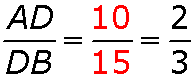 AD/DB = 10/15 = 2/3